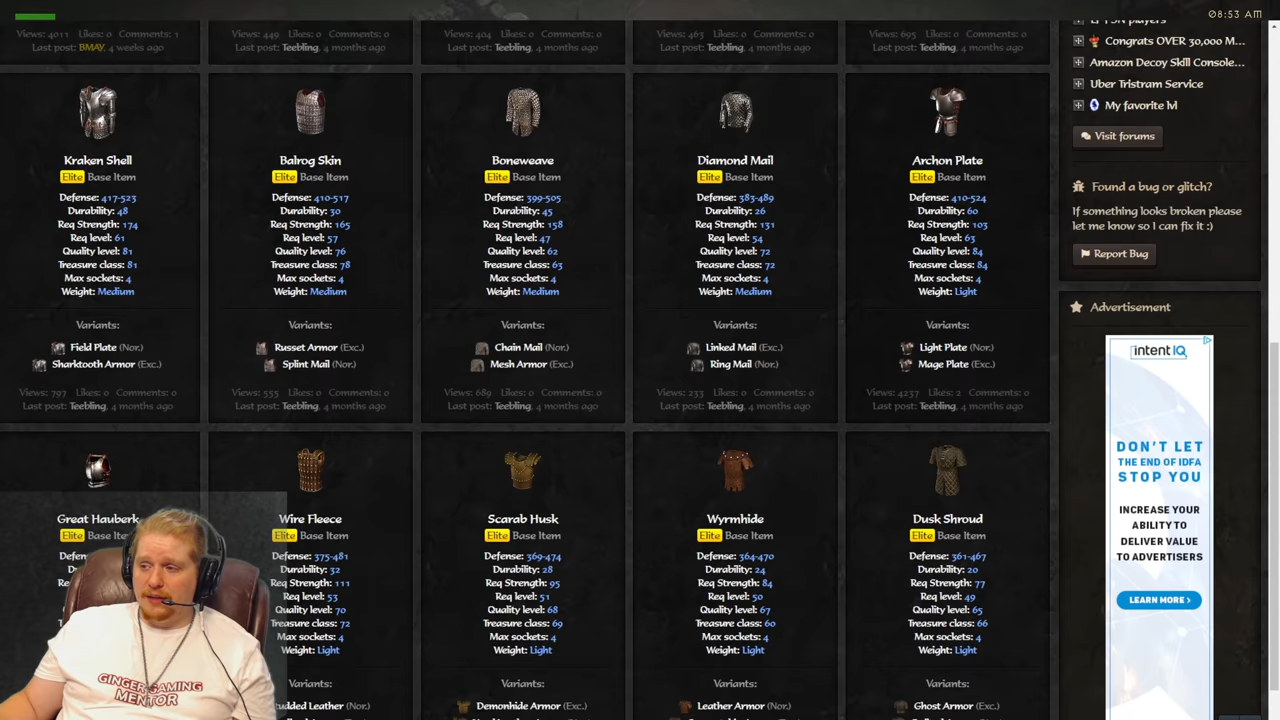 08:53 AM
Views: 4011 Likes: 0 Comments: 1
Last post: BMAY, 4 weeks ago
Views: 449 Likes: 0 Comments: 0
Last post: Teebling, 4 months ago
Views: 404 Likes: 0 Comments: 0
Last post: Teebling, 4 months ago
Views: 463 Likes: 0 Comments: 0
Last post: Teebling, 4 months ago
Views: 695 Likes: 0 Comments: 0
Last post: Teebling, 4 months ago
Kraken Shell
Elite Base Item
Defense: 417-523
Durability: 48
Req Strength: 174
Req level: 61
Quality level: 81
Treasure class: 81
Max sockets: 4
Weight: Medium
Variants:
Field Plate (Nor.)
Sharktooth Armor (Exc.)
Views: 797 Likes: 0 Comments: 0
Last post: Teebling, 4 months ago
Balrog Skin
Elite Base Item
Defense: 410-517
Durability: 30
Req Strength: 165
Req level: 57
Quality level: 76
Treasure class: 78
Max sockets: 4
Weight: Medium
Variants:
Russet Armor (Exc.)
Splint Mail (Nor.)
Views: 555 Likes: 0 Comments: 0
Last post: Teebling, 4 months ago
Boneweave
Elite Base Item
Defense: 399-505
Durability: 45
Req Strength: 158
Req level: 47
Quality level: 62
Treasure class: 63
Max sockets: 4
Weight: Medium
Variants:
Chain Mail (Nor.)
Mesh Armor (Exc.)
Views: 689 Likes: 0 Comments: 0
Last post: Teebling, 4 months ago
Diamond Mail
Elite Base Item
Defense: 383-489
Durability: 26
Req Strength: 131
Req level: 54
Quality level: 72
Treasure class: 72
Max sockets: 4
Weight: Medium
Variants:
Linked Mail (Exc.)
Ring Mail (Nor.)
Views: 233 Likes: 0 Comments: 0
Last post: Teebling, 4 months ago
Archon Plate
Elite Base Item
Defense: 410-524
Durability: 60
Req Strength: 103
Req level: 63
Quality level: 84
Treasure class: 84
Max sockets: 4
Weight: Light
Variants:
Light Plate (Nor.)
Mage Plate (Exc.)
Views: 4237 Likes: 2 Comments: 0
Last post: Teebling, 4 months ago
Great Hauberk
Elite Base Item
Defen
Du
Re
Wire Fleece
Elite Base Item
Defense: 375-481
Durability: 32
Req Strength: 111
Req level: 53
Quality level: 70
Treasure class: 72
Max sockets: 4
Weight: Light
Variants:
udded Leather (Nor.)
Scarab Husk
Elite Base Item
Defense: 369-474
Durability: 28
Req Strength: 95
Req level: 51
Quality level: 68
Treasure class: 69
Max sockets: 4
Weight: Light
Variants:
Demonhide Armor (Exc.)
Wyrmhide
Elite Base Item
Defense: 364-470
Durability: 24
Req Strength: 84
Req level: 50
Quality level: 67
Treasure class: 60
Max sockets: 4
Weight: Light
Variants:
Leather Armor (Nor.)
Dusk Shroud
Elite Base Item
Defense: 361-467
Durability: 20
Req Strength: 77
Req level: 49
Quality level: 65
Treasure class: 66
Max sockets: 4
Weight: Light
Variants:
Ghost Armor (Exc.)
players
Congrats OVER 30,000 M...
Amazon Decoy Skill Console...
Uber Tristram Service
My favorite lvl
Visit forums
Found a bug or glitch?
If something looks broken please
let me know so I can fix it :)
Report Bug
Advertisement
intent IQ
DON'T LET
THE END OF IDFA
STOP YOU
INCREASE YOUR
ABILITY TO
DELIVER VALUE
TO ADVERTISERS
LEARN MORE >
GINGER GAMING
MENTOR